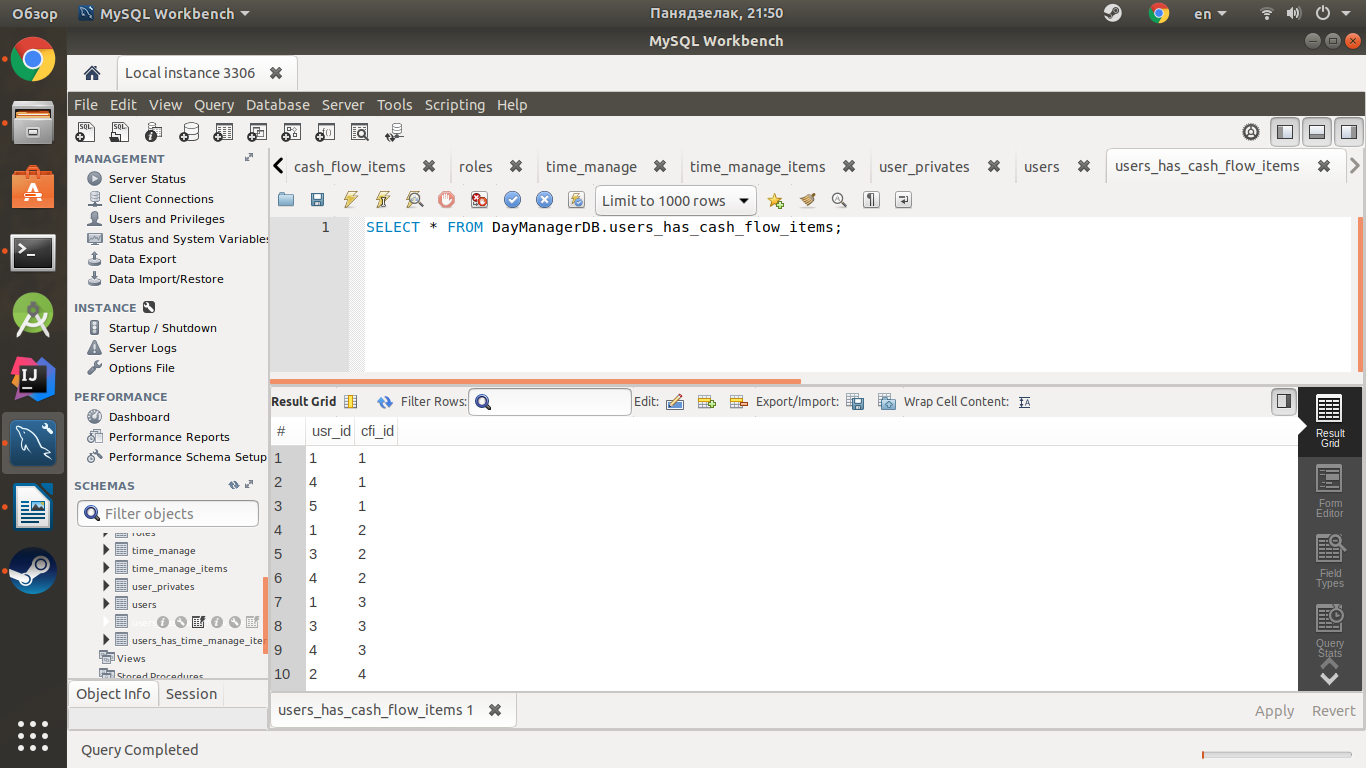 Обзор MySQL Workbench Панядзелак, 21:50 en
MySQL Workbench
Local instance 3306
File Edit View Query Database Server Tools Scripting Help
MANAGEMENT
Server Status
Client Connections
Users and Privileges
Status and System Variables
Data Export
Data Import/Restore
INSTANCE
Startup / Shutdown
Server Logs
Options File
PERFORMANCE
Dashboard
Performance Reports
Performance Schema Setup
SCHEMAS
Filter objects
roles
time_manage
time_manage_items
user_privates
users
users_has_time_manage_iter
Views
Stored Procedures
Object Info Session
cash_flow_items roles time_manage time_manage_items user_privates users users_has_cash_flow_items
Limit to 1000 rows
1 SELECT * FROM DayManagerDB.users_has_cash_flow_items;
Result Grid Filter Rows: Edit: Export/Import: Wrap Cell Content:
# usr_id cfi_id
1 1 1
2 4 1
3 5 1
4 1 2
5 3 2
6 4 2
7 1 3
8 3 3
9 4 3
10 2 4
Result
Grid
Form
Editor
Field
Types
Query
Stats
users_has_cash_flow_items 1
Apply Revert
Query Completed